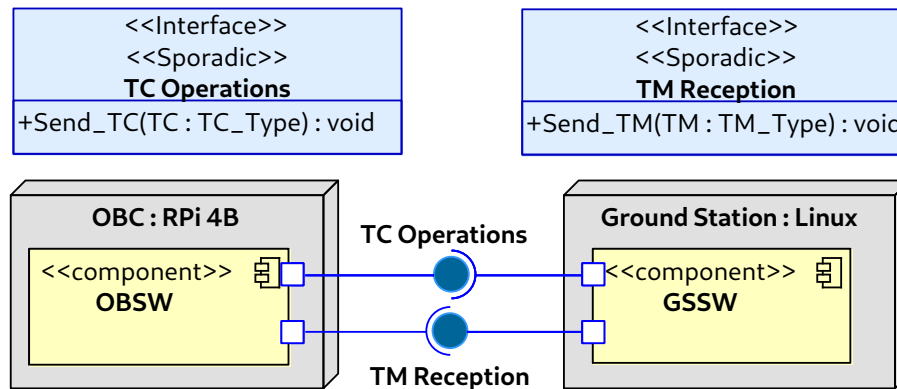 <<Interface>>
<<Sporadic>>
TC Operations
+Send_TC(TC : TC_Type) : void
<<Interface>>
<<Sporadic>>
TM Reception
+Send_TM(TM : TM_Type) : void
OBC : RPi 4B
<<component>>
OBSW
TC Operations
TM Reception
Ground Station : Linux
<<component>>
GSSW